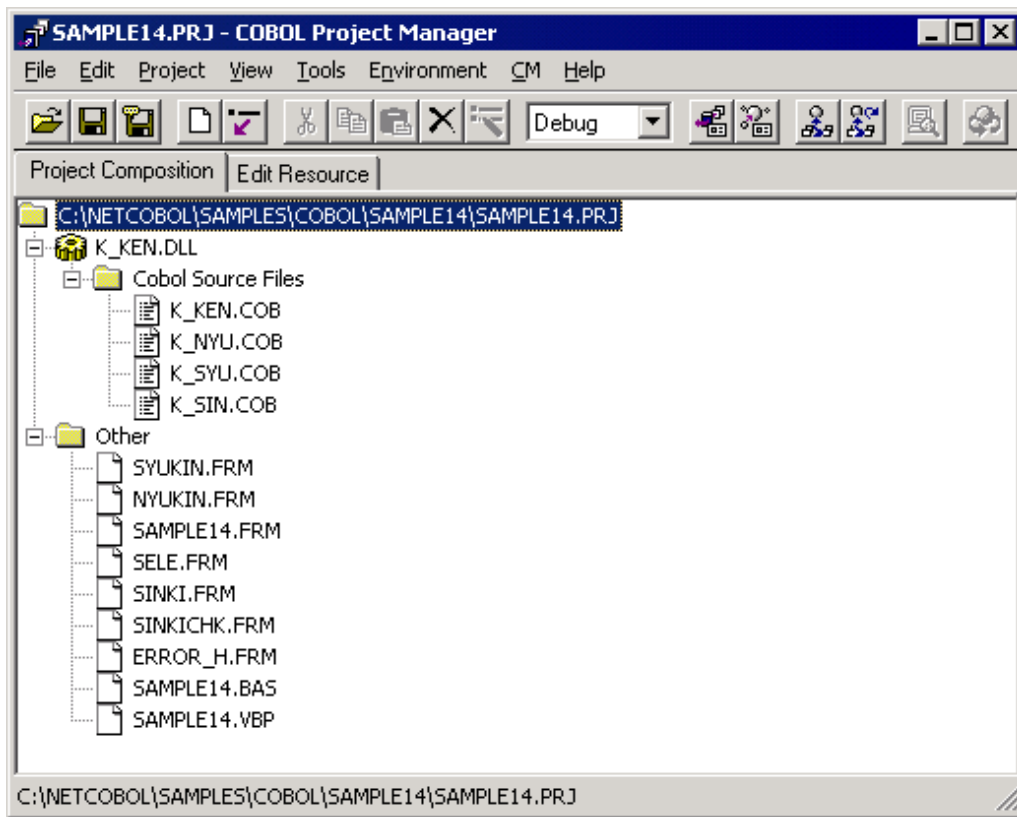 SAMPLE14.PRJ - COBOL Project Manager
File Edit Project View Tools Environment CM Help
Debug
Project Composition Edit Resource
C:\NETCOBOL\SAMPLES\COBOL\SAMPLE14\SAMPLE14.PRJ
K_KEN.DLL
Cobol Source Files
K_KEN.COB
K_NYU.COB
K_SYU.COB
K_SIN.COB
Other
SYUKIN.FRM
NYUKIN.FRM
SAMPLE14.FRM
SELE.FRM
SINKI.FRM
SINKICHK.FRM
ERROR_H.FRM
SAMPLE14.BAS
SAMPLE14.VBP
C:\NETCOBOL\SAMPLES\COBOL\SAMPLE14\SAMPLE14.PRJ